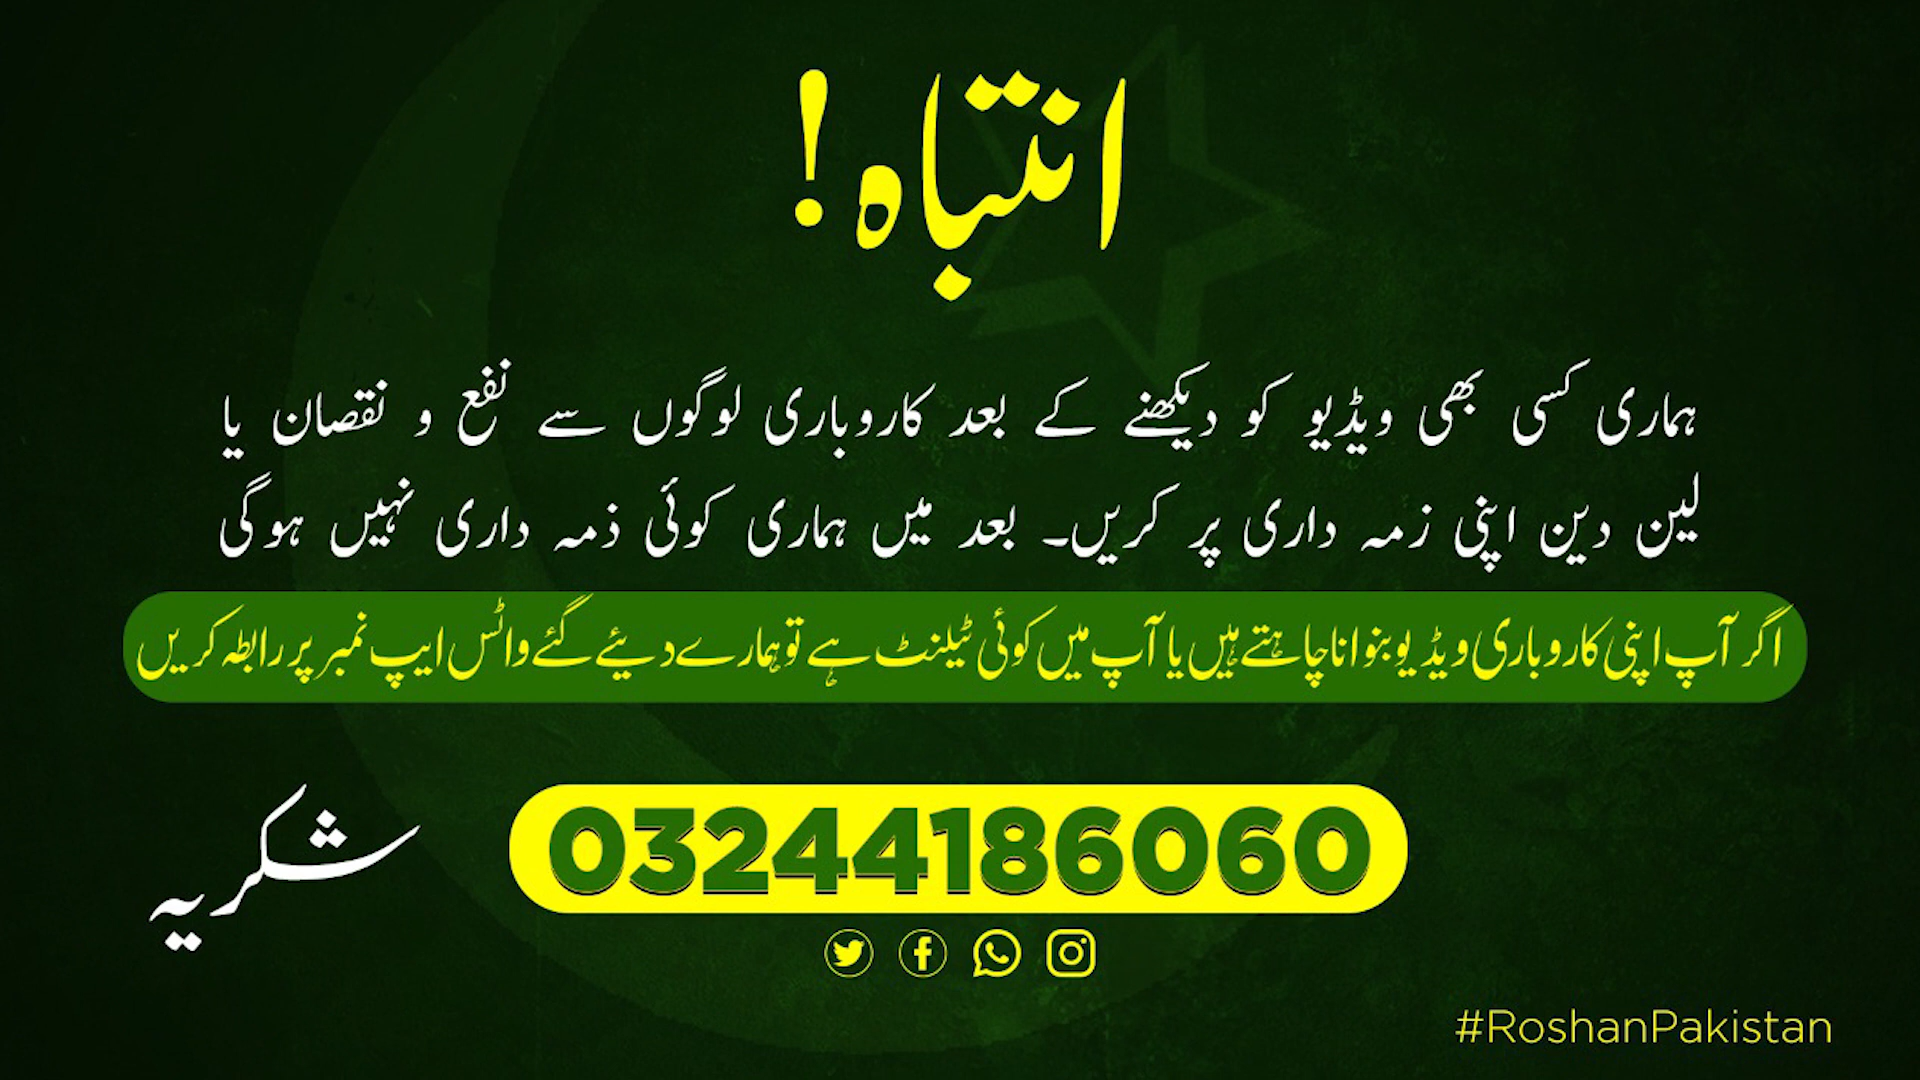 انتباہ!
ہماری کسی بھی ویڈیو کو دیکھنے کے بعد کاروباری لوگوں سے نفع و نقصان یا
لین دین اپنی زمہ داری پر کریں۔ بعد میں ہماری کوئی ذمہ داری نہیں ہوگی
اگر آپ اپنی کاروباری ویڈیو بنوانا چاہتے ہیں یا آپ میں کوئی ٹیلنٹ ہے تو ہمارے دیئے گئے واٹس ایپ نمبر پر رابطہ کریں
03244186060
شکریہ
#RoshanPakistan